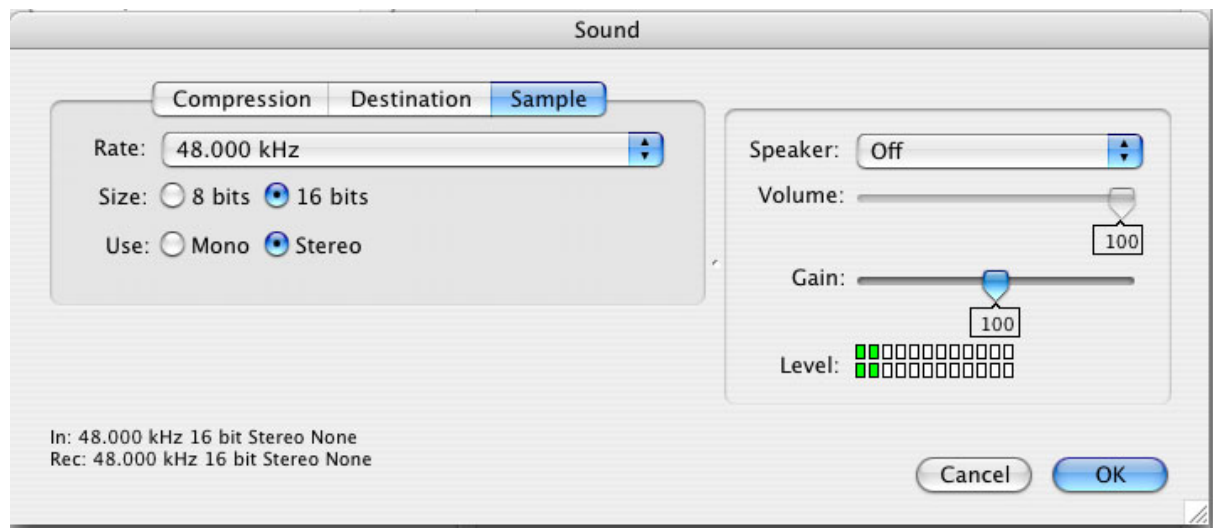 Sound
Compression Destination Sample
Rate: 48.000 kHz
Size: 8 bits 16 bits
Use: Mono Stereo
Speaker: Off
Volume:
100
Gain:
100
Level:
In: 48.000 kHz 16 bit Stereo None
Rec: 48.000 kHz 16 bit Stereo None
Cancel OK